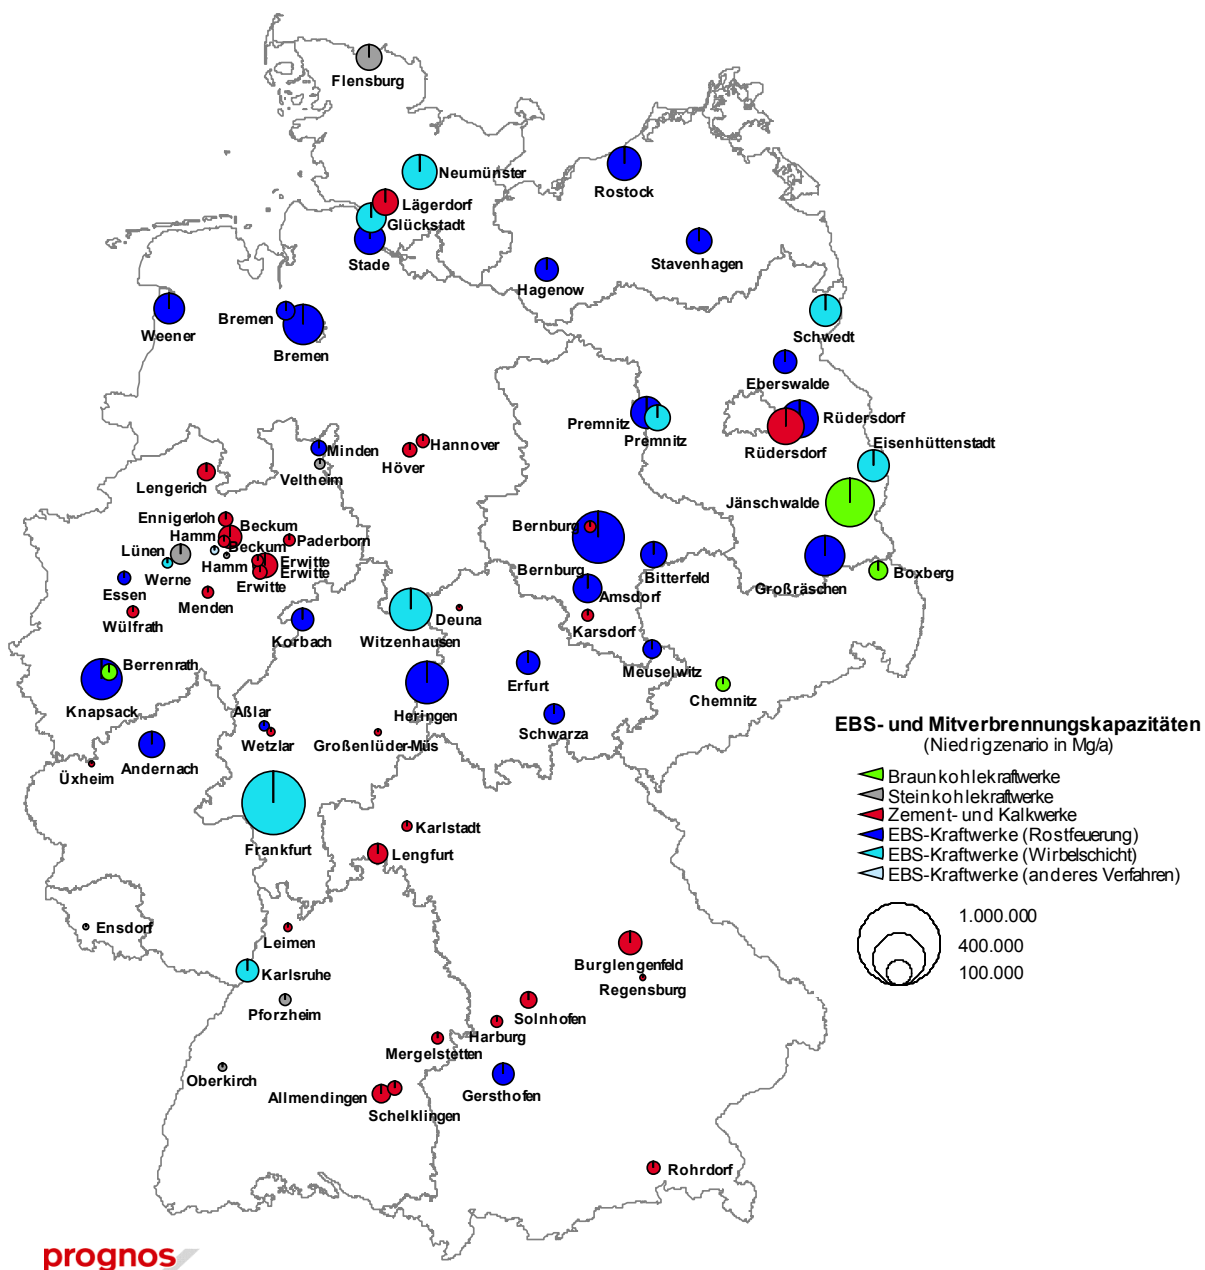 Flensburg
Neumünster
Rostock
Lägerdorf
Glückstadt
Stade
Stavenhagen
Hagenow
Weener
Bremen
Bremen
Schwedt
Eberswalde
Premnitz
Premnitz
Rüdersdorf
Rüdersdorf
Eisenhüttenstadt
Minden
Hannover
Höver
Veltheim
Lengerich
Jänschwalde
Ennigerloh
Beckum
Hamm
Beckum
Paderborn
Lünen
Hamm
Erwitte
Erwitte
Erwitte
Werne
Essen
Menden
Wülfrath
Bernburg
Bernburg
Bitterfeld
Großräschen
Boxberg
Amsdorf
Karsdorf
Deuna
Witzenhausen
Korbach
Berrenrath
Knapsack
Heringen
Erfurt
Meuselwitz
Chemnitz
Schwarza
Aßlar
Wetzlar
Großenlüder-Müs
Andernach
Üxheim
EBS- und Mitverbrennungskapazitäten
(Niedrigzenario in Mg/a)
Braunkohlekraftwerke
Steinkohlekraftwerke
Zement- und Kalkwerke
EBS-Kraftwerke (Rostfeuerung)
EBS-Kraftwerke (Wirbelschicht)
EBS-Kraftwerke (anderes Verfahren)
1.000.000
400.000
100.000
Frankfurt
Karlstadt
Lengfurt
Ensdorf
Leimen
Karlsruhe
Pforzheim
Burglengenfeld
Regensburg
Solnhofen
Harburg
Mergelstetten
Oberkirch
Allmendingen
Schelklingen
Gersthofen
Rohrdorf
prognos